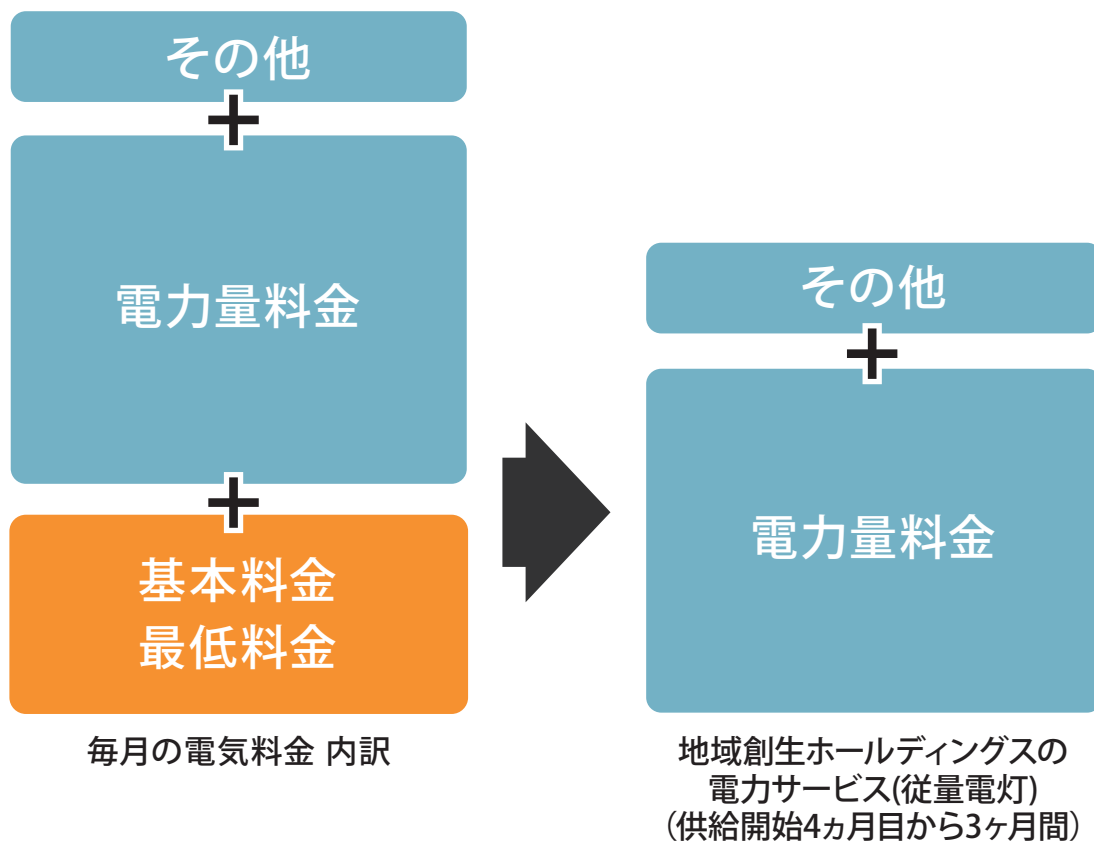 その他
+
電力量料金
+
基本料金
最低料金
毎月の電気料金 内訳
その他
+
電力量料金
地域創生ホールディングスの
電力サービス(従量電灯)
（供給開始4ヵ月目から3ヶ月間）